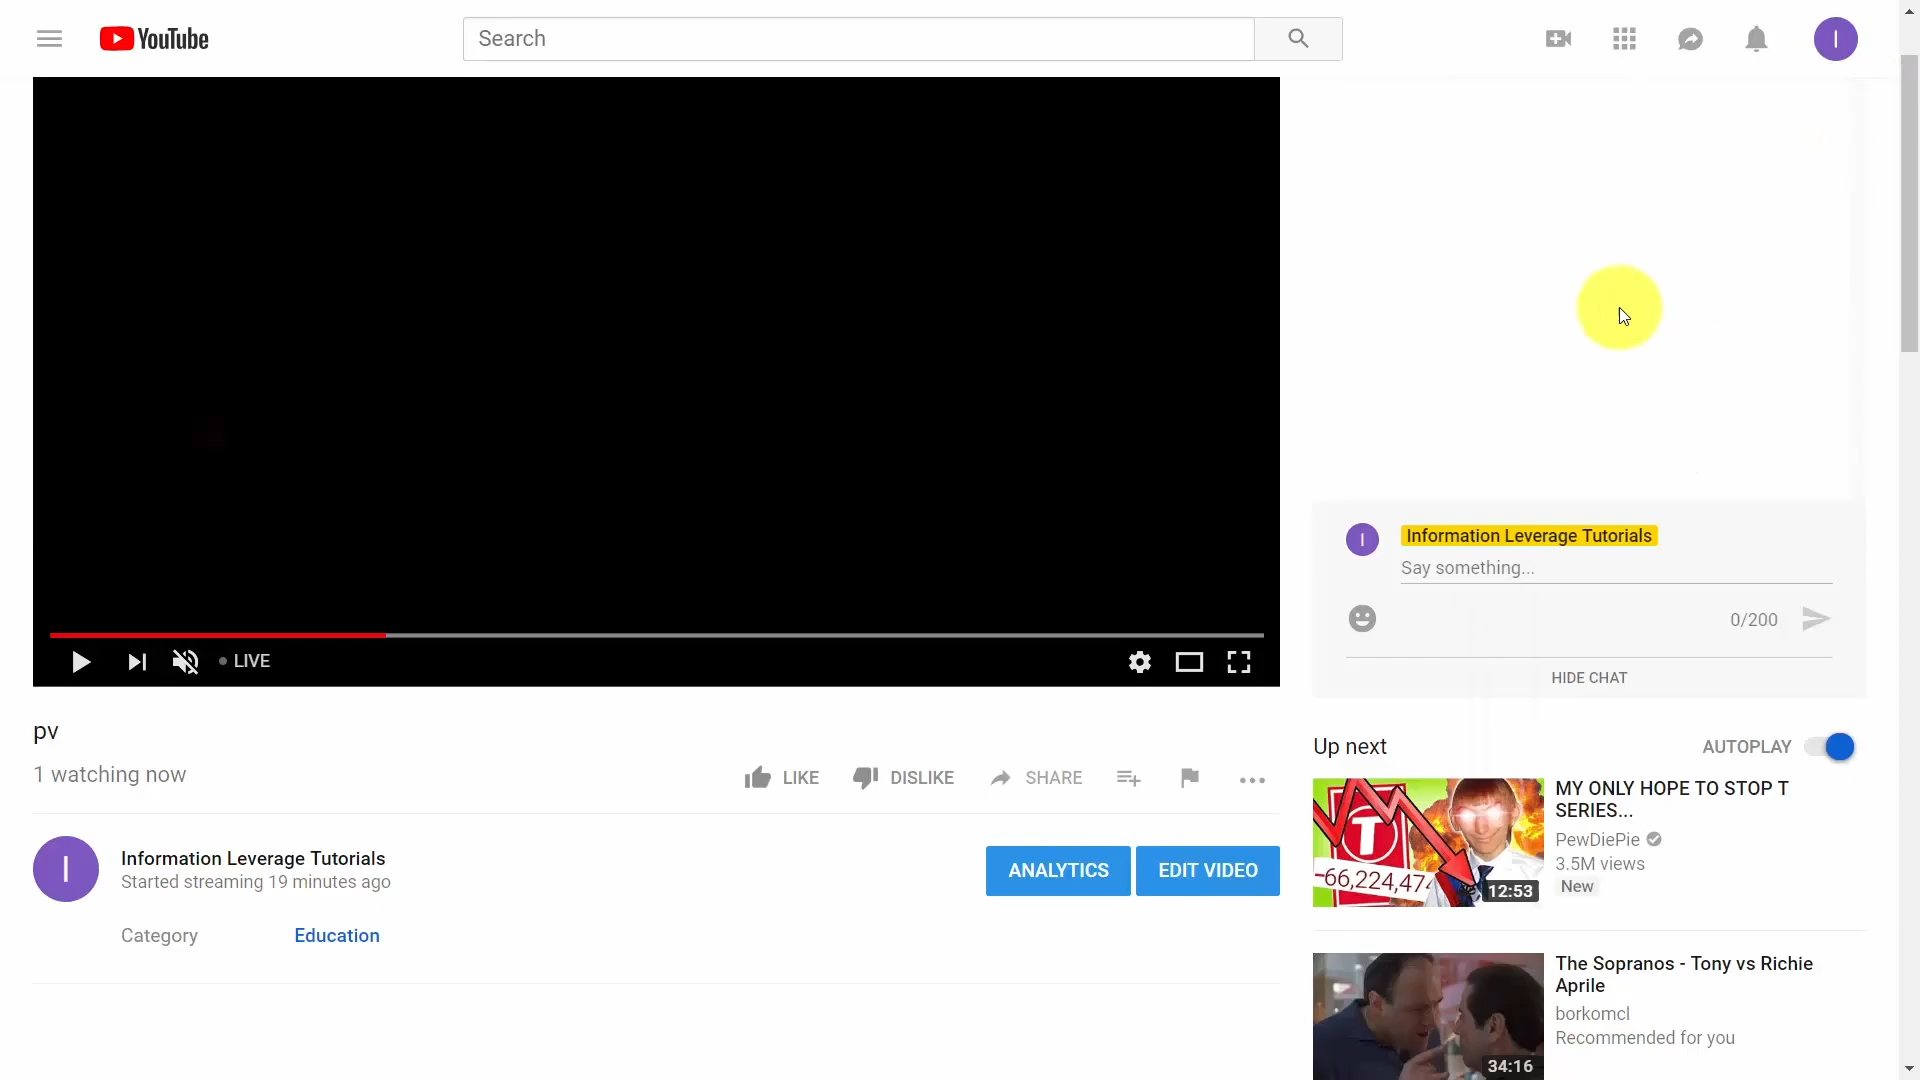 YouTube
Search
I
I
Information Leverage Tutorials
Say something...
0/200
HIDE CHAT
LIVE
pv
1 watching now
LIKE
DISLIKE
SHARE
I
Information Leverage Tutorials
Started streaming 19 minutes ago
ANALYTICS
EDIT VIDEO
Category
Education
Up next
AUTOPLAY
T
-66,224,474
12:53
MY ONLY HOPE TO STOP T
SERIES...
PewDiePie
3.5M views
New
34:16
The Sopranos - Tony vs Richie
Aprile
borkomcl
Recommended for you